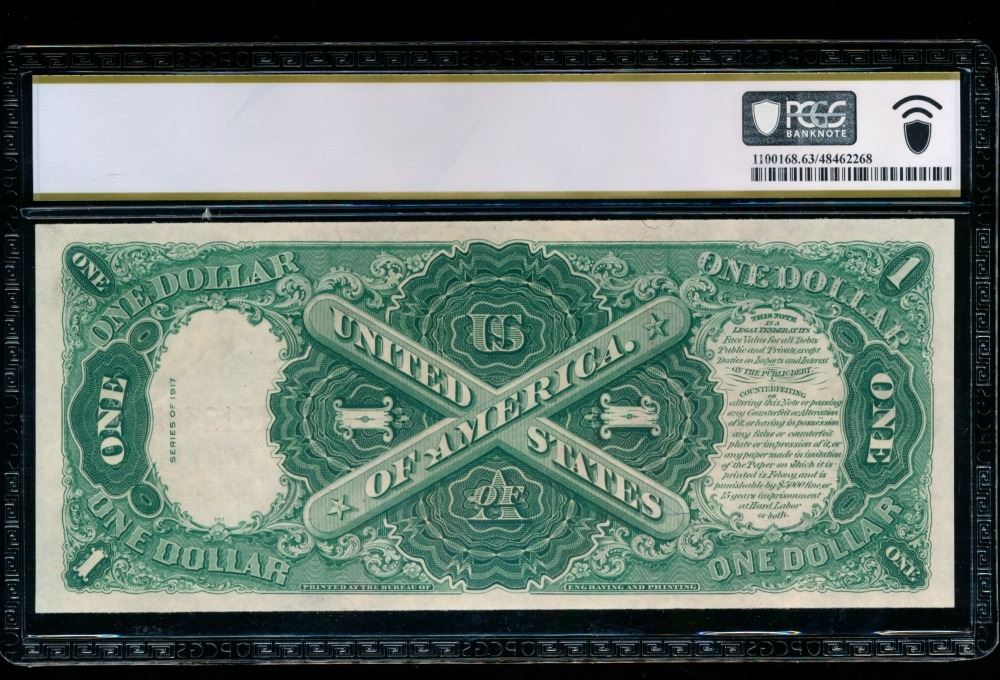 PCGS
BANKNOTE
1100168.63/48462268
ONE
ONE DOLLAR
ONE DOLLAR
1
US
UNITED STATES
OF AMERICA.
ONE
SERIES OF 1917
1
1
THIS NOTE
IS A
LEGAL TENDER AT ITS
Face Value for all Debts
Public and Private, except
Duties on Imports and Interest
ON THE PUBLIC DEBT.
COUNTERFEITING
OR
altering this Note or passing
any Counterfeit or Alteration
of it, or having in possession
any false or counterfeit
plate or impression of it, or
any paper made in imitation
of the Paper on which it is
printed is Felony, and is
punishable by $5000 fine or
15 years imprisonment
at Hard Labor
or both.
ONE
OF A
1
ONE DOLLAR
ONE DOLLAR
ONE
PRINTED AT THE BUREAU OF
ENGRAVING AND PRINTING